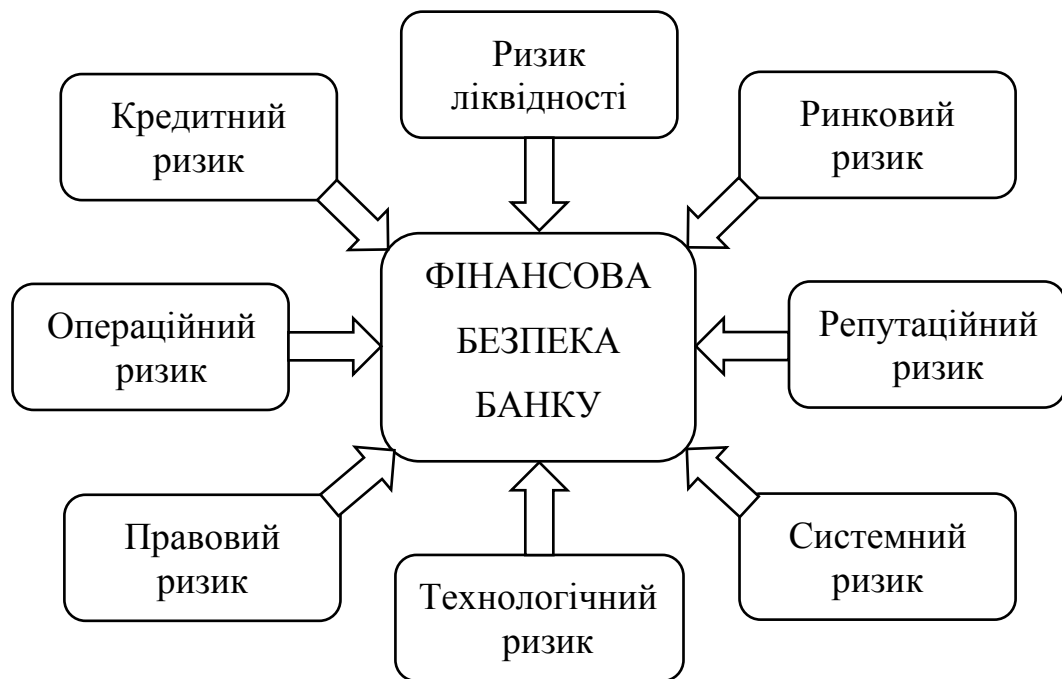 Ризик
ліквідності
Кредитний
ризик
Ринковий
ризик
ФІНАНСОВА
БЕЗПЕКА
БАНКУ
Операційний
ризик
Репутаційний
ризик
Правовий
ризик
Системний
ризик
Технологічний
ризик